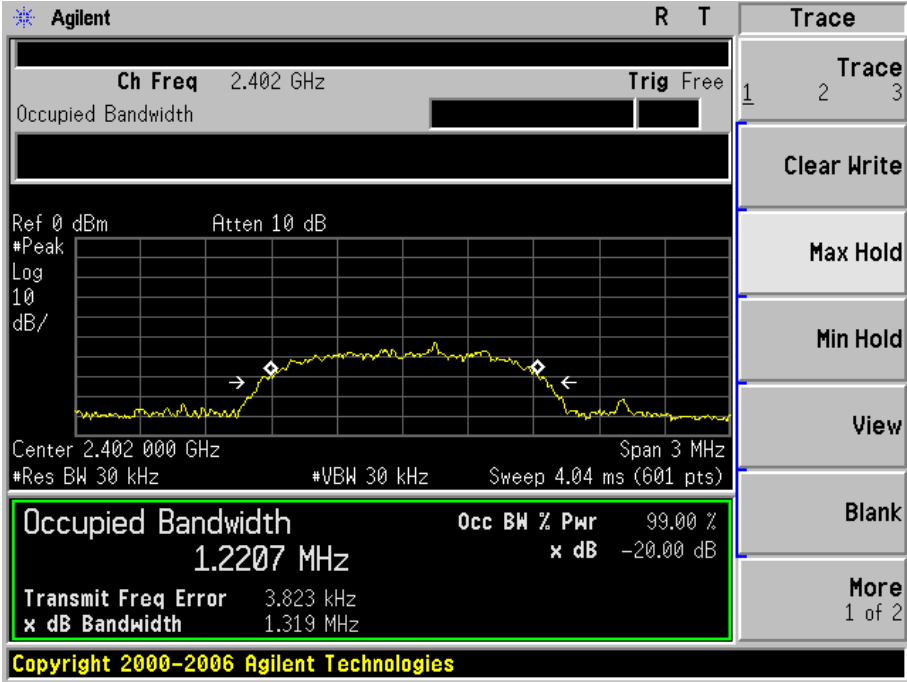 Agilent R T Trace
Ch Freq 2.402 GHz Trig Free
Occupied Bandwidth
Trace
1 2 3
Clear Write
Max Hold
Min Hold
View
Blank
More
1 of 2
Ref 0 dBm Atten 10 dB
#Peak
Log
10
dB/
Center 2.402 000 GHz Span 3 MHz
#Res BW 30 kHz #VBW 30 kHz Sweep 4.04 ms (601 pts)
Occupied Bandwidth Occ BW % Pwr 99.00 %
1.2207 MHz x dB -20.00 dB
Transmit Freq Error 3.823 kHz
x dB Bandwidth 1.319 MHz
Copyright 2000-2006 Agilent Technologies